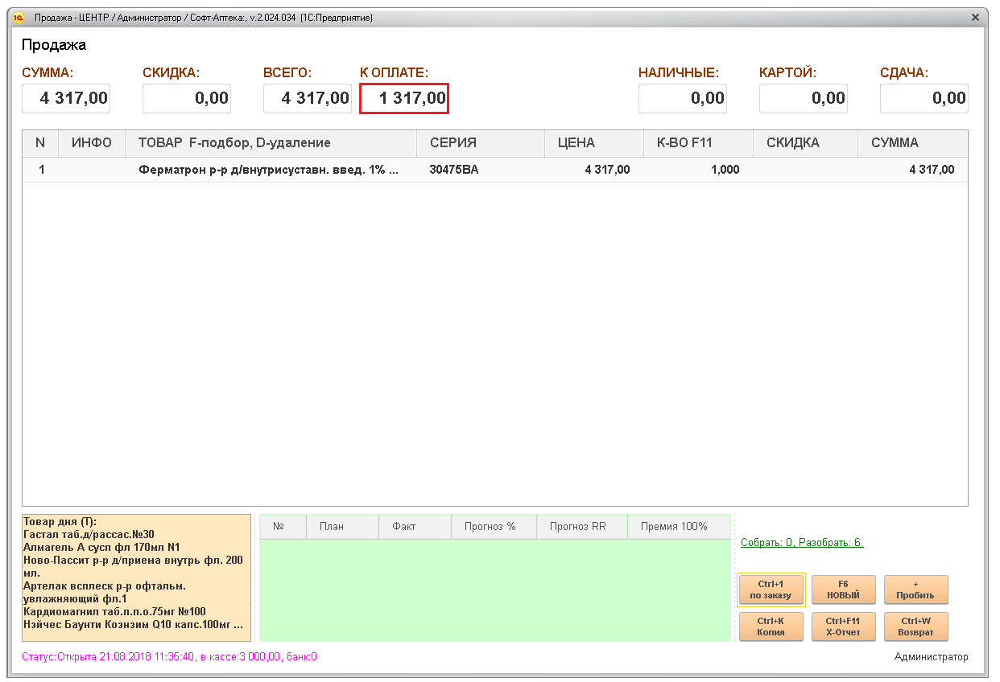 1С Продажа - ЦЕНТР / Администратор / Софт-Аптека:, v.2.024.034 (1С:Предприятие)
Продажа
СУММА: СКИДКА: ВСЕГО: К ОПЛАТЕ: НАЛИЧНЫЕ: КАРТОЙ: СДАЧА:
4 317,00 0,00 4 317,00 1 317,00 0,00 0,00 0,00
N ИНФО ТОВАР F-подбор, D-удаление СЕРИЯ ЦЕНА К-ВО F11 СКИДКА СУММА
1 Ферматрон р-р д/внутрисуставн. введ. 1% ... 30475ВА 4 317,00 1,000 4 317,00
Товар дня (Т):
Гастал таб.д/рассас.№30
Алмагель А сусп фл 170мл N1
Ново-Пассит р-р д/приема внутрь фл. 200
мл.
Артелак всплеск р-р офтальм.
увлажняющий фл.1
Кардиомагнил таб.п.п.о.75мг №100
Нэйчес Баунти Коэнзим Q10 капс.100мг ...
№ План Факт Прогноз % Прогноз RR Премия 100%
Собрать: 0, Разобрать: 6.
Ctrl+1
по заказу
F6
НОВЫЙ
+
Пробить
Ctrl+K
Копия
Ctrl+F11
X-Отчет
Ctrl+W
Возврат
Статус:Открыта 21.08.2018 11:35:40, в кассе:3 000,00, банк:0
Администратор